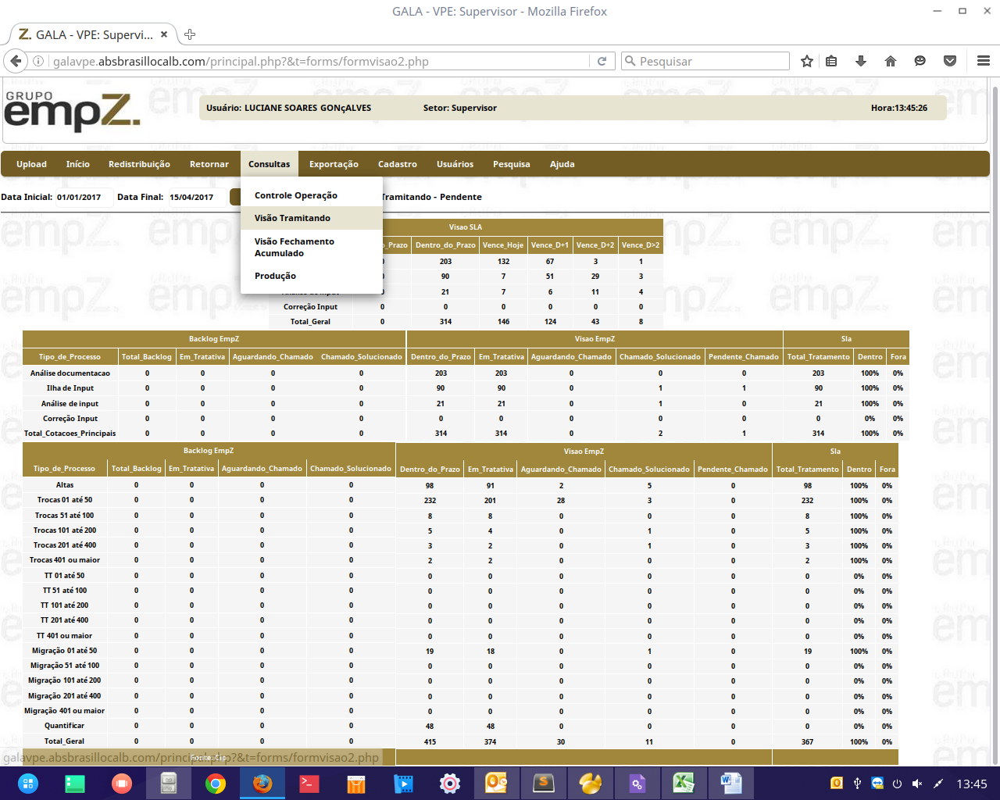 GALA - VPE: Supervisor - Mozilla Firefox
Z. GALA - VPE: Supervi...
galavpe.absbrasillocalb.com/principal.php?&t=forms/formvisao2.php
Pesquisar
GRUPO
empZ.
Usuário: LUCIANE SOARES GONçALVES Setor: Supervisor Hora:13:45:26
Upload Início Redistribuição Retornar Consultas Exportação Cadastro Usuários Pesquisa Ajuda
Data Inicial: 01/01/2017 Data Final: 15/04/2017 Tramitando - Pendente
Controle Operação
Visão Tramitando
Visão Fechamento
Acumulado
Produção
Visao SLA
o_Prazo Dentro_do_Prazo Vence_Hoje Vence_D+1 Vence_D+2 Vence_D>2
203 132 67 3 1
90 7 51 29 3
21 7 6 11 4
Correção Input 0 0 0 0 0 0
Total_Geral 0 314 146 124 43 8
Backlog EmpZ Visao EmpZ Sla
Tipo_de_Processo Total_Backlog Em_Tratativa Aguardando_Chamado Chamado_Solucionado Dentro_do_Prazo Em_Tratativa Aguardando_Chamado Chamado_Solucionado Pendente_Chamado Total_Tratamento Dentro Fora
Análise documentacao 0 0 0 0 203 203 0 0 0 203 100% 0%
Ilha de Input 0 0 0 0 90 90 0 1 1 90 100% 0%
Análise de input 0 0 0 0 21 21 0 1 0 21 100% 0%
Correção Input 0 0 0 0 0 0 0 0 0 0 0% 0%
Total_Cotacoes_Principais 0 0 0 0 314 314 0 2 1 314 100% 0%
Backlog EmpZ Visao EmpZ Sla
Tipo_de_Processo Total_Backlog Em_Tratativa Aguardando_Chamado Chamado_Solucionado Dentro_do_Prazo Em_Tratativa Aguardando_Chamado Chamado_Solucionado Pendente_Chamado Total_Tratamento Dentro Fora
Altas 0 0 0 0 98 91 2 5 0 98 100% 0%
Trocas 01 até 50 0 0 0 0 232 201 28 3 0 232 100% 0%
Trocas 51 até 100 0 0 0 0 8 8 0 0 0 8 100% 0%
Trocas 101 até 200 0 0 0 0 5 4 0 1 0 5 100% 0%
Trocas 201 até 400 0 0 0 0 3 2 0 1 0 3 100% 0%
Trocas 401 ou maior 0 0 0 0 2 2 0 0 0 2 100% 0%
TT 01 até 50 0 0 0 0 0 0 0 0 0 0 0% 0%
TT 51 até 100 0 0 0 0 0 0 0 0 0 0 0% 0%
TT 101 até 200 0 0 0 0 0 0 0 0 0 0 0% 0%
TT 201 até 400 0 0 0 0 0 0 0 0 0 0 0% 0%
TT 401 ou maior 0 0 0 0 0 0 0 0 0 0 0% 0%
Migração 01 até 50 0 0 0 0 19 18 0 1 0 19 100% 0%
Migração 51 até 100 0 0 0 0 0 0 0 0 0 0 0% 0%
Migração 101 até 200 0 0 0 0 0 0 0 0 0 0 0% 0%
Migração 201 até 400 0 0 0 0 0 0 0 0 0 0 0% 0%
Migração 401 ou maior 0 0 0 0 0 0 0 0 0 0 0% 0%
Quantificar 0 0 0 0 48 48 0 0 0 0 0% 0%
Total_Geral 0 0 0 0 415 374 30 11 0 367 100% 0%
galavpe.absbrasillocalb.com/principal.php?&t=forms/formvisao2.php
13:45